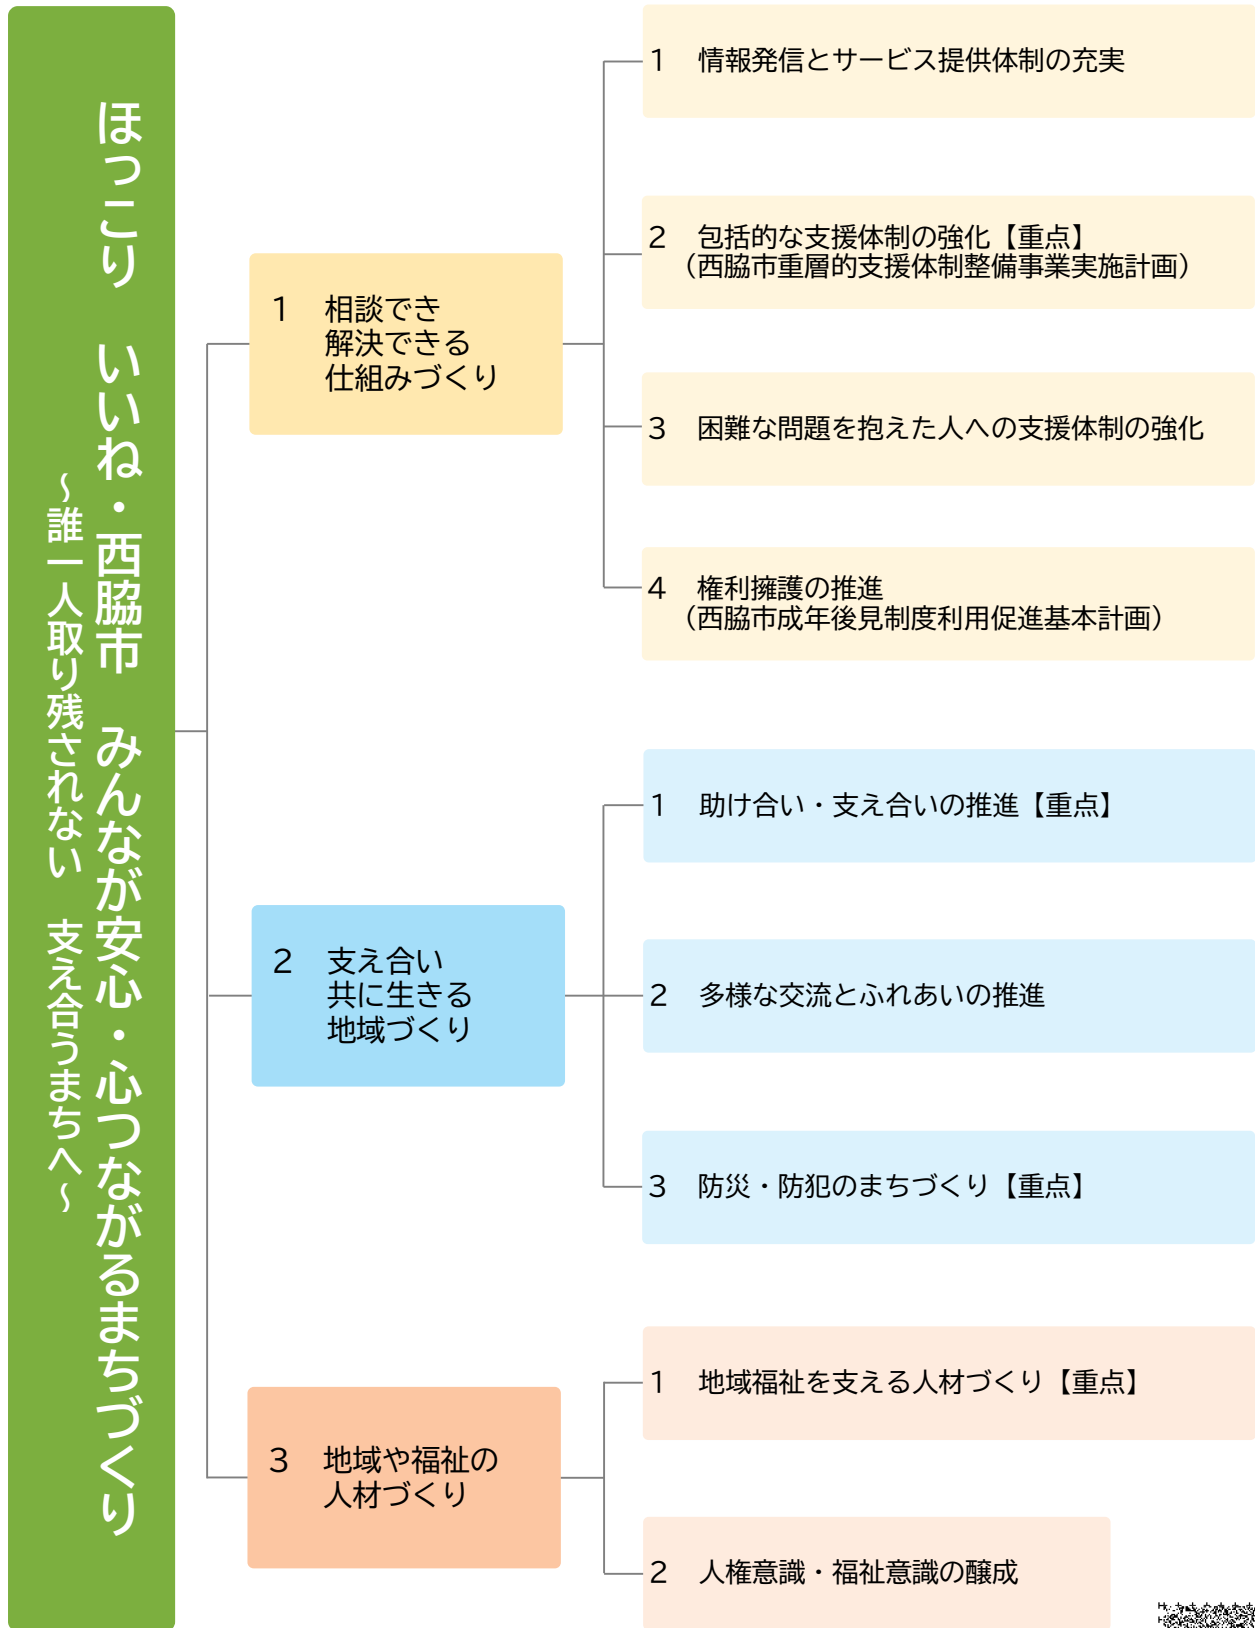 ほっこり　いいね・西脇市　みんなが安心・心つながるまちづくり
～誰一人取り残されない　支え合うまちへ～
1　相談でき
解決できる
仕組みづくり
1　情報発信とサービス提供体制の充実
2　包括的な支援体制の強化【重点】
（西脇市重層的支援体制整備事業実施計画）
3　困難な問題を抱えた人への支援体制の強化
4　権利擁護の推進
（西脇市成年後見制度利用促進基本計画）
2　支え合い
共に生きる
地域づくり
1　助け合い・支え合いの推進【重点】
2　多様な交流とふれあいの推進
3　防災・防犯のまちづくり【重点】
3　地域や福祉の
人材づくり
1　地域福祉を支える人材づくり【重点】
2　人権意識・福祉意識の醸成